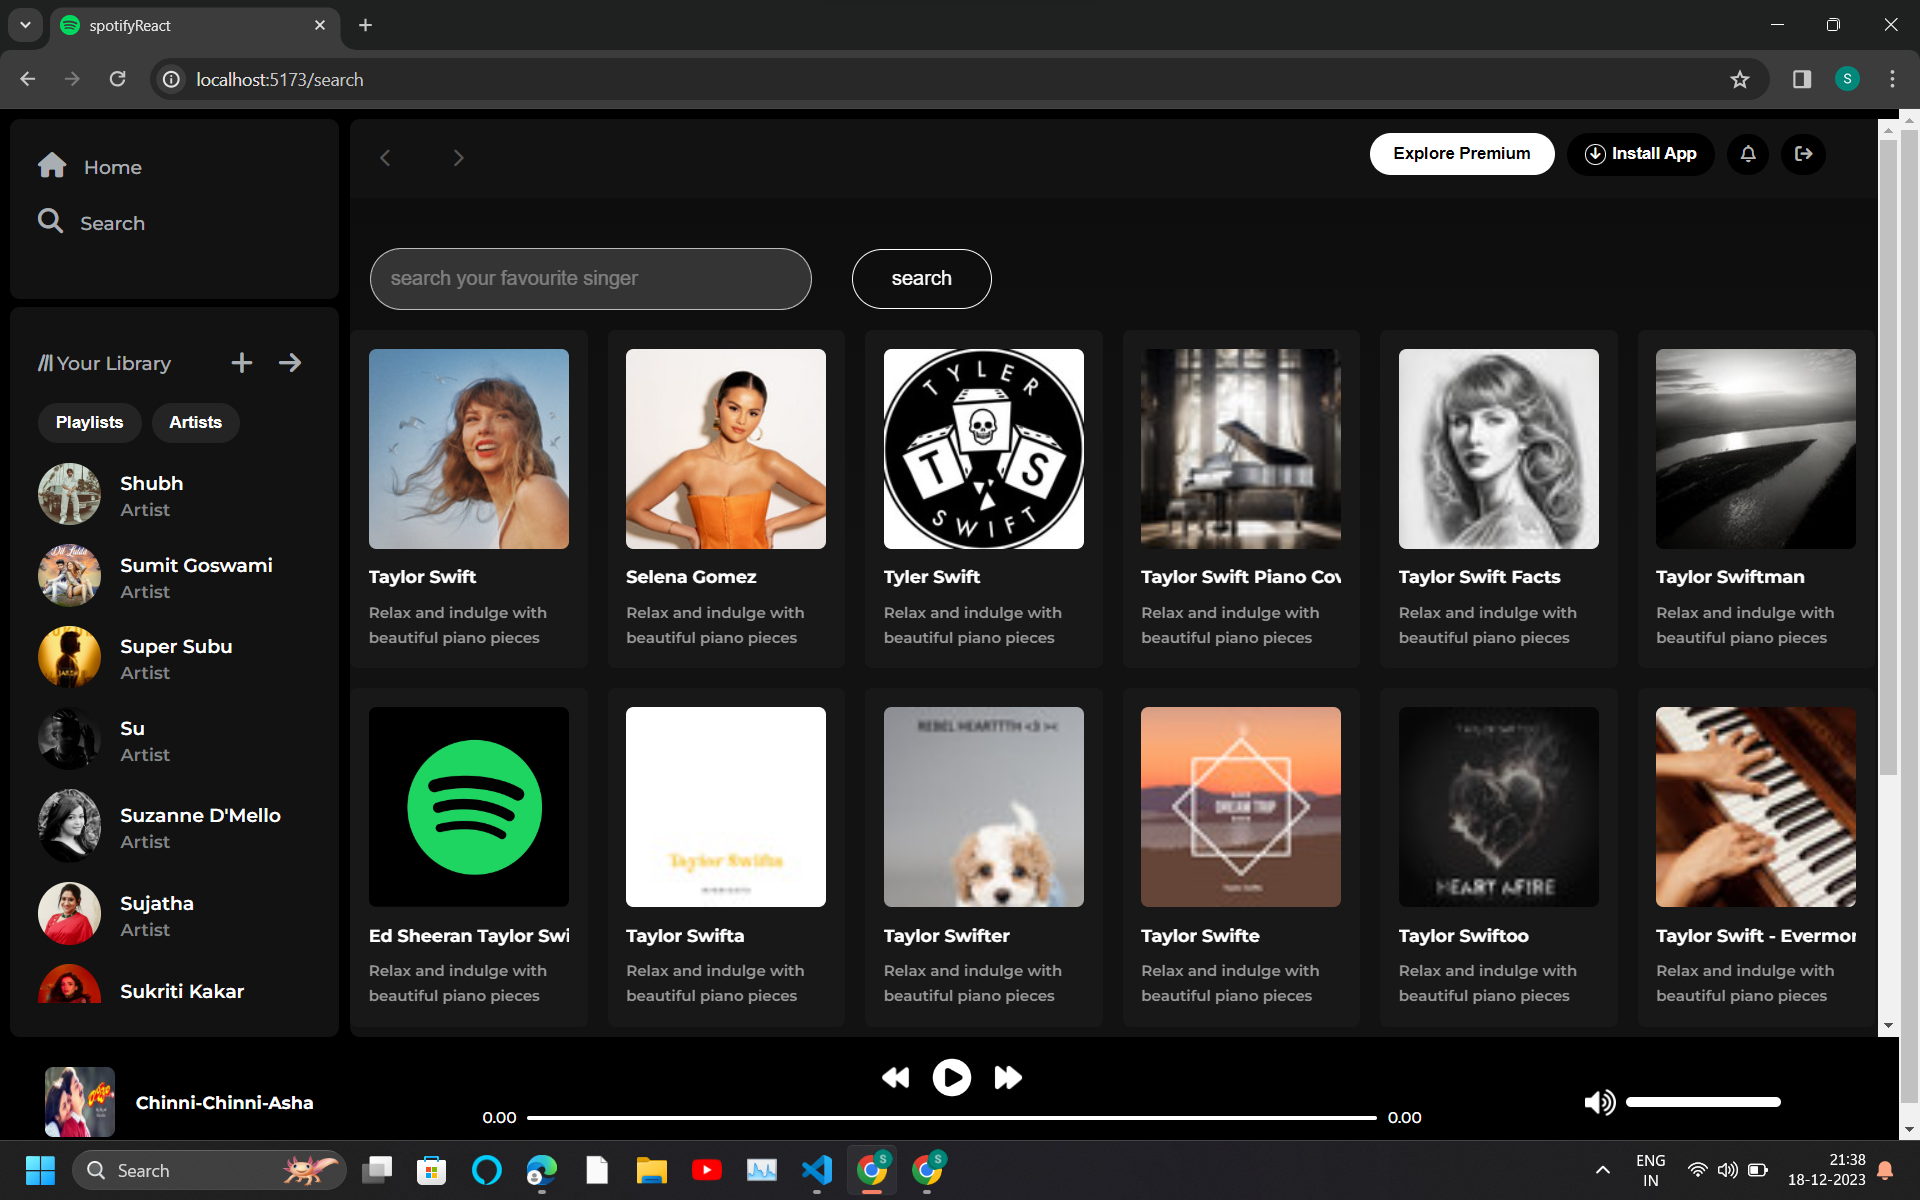 spotifyReact
localhost:5173/search
S
Home
Search
Your Library
Playlists
Artists
Shubh
Artist
Sumit Goswami
Artist
Super Subu
Artist
Su
Artist
Suzanne D'Mello
Artist
Sujatha
Artist
Sukriti Kakar
Explore Premium
Install App
search your favourite singer
search
TYLER
T S
SWIFT
Taylor Swift
Relax and indulge with
beautiful piano pieces
Selena Gomez
Relax and indulge with
beautiful piano pieces
Tyler Swift
Relax and indulge with
beautiful piano pieces
Taylor Swift Piano Cov
Relax and indulge with
beautiful piano pieces
Taylor Swift Facts
Relax and indulge with
beautiful piano pieces
Taylor Swiftman
Relax and indulge with
beautiful piano pieces
Taylor Swifta
REBEL HEARTTTH <3 ><
DREAM TRIP
HEART AFIRE
Ed Sheeran Taylor Swi
Relax and indulge with
beautiful piano pieces
Taylor Swifta
Relax and indulge with
beautiful piano pieces
Taylor Swifter
Relax and indulge with
beautiful piano pieces
Taylor Swifte
Relax and indulge with
beautiful piano pieces
Taylor Swiftoo
Relax and indulge with
beautiful piano pieces
Taylor Swift - Evermor
Relax and indulge with
beautiful piano pieces
Chinni-Chinni-Asha
0.00
0.00
Search
S
S
ENG
IN
21:38
18-12-2023